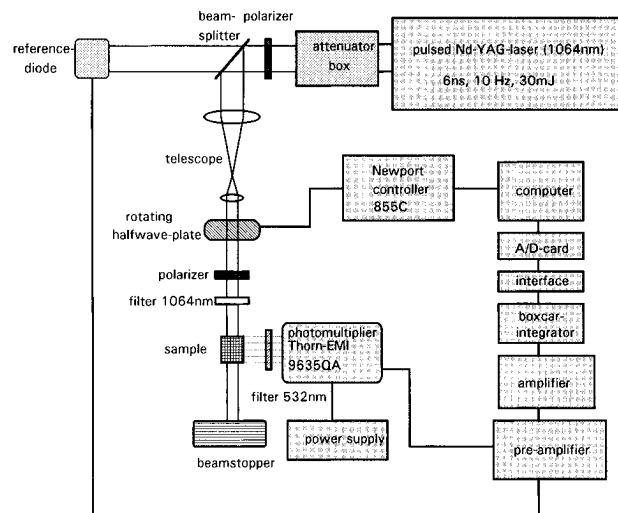 reference-
diode
beam-
splitter
polarizer
attenuator
box
pulsed Nd-YAG-laser (1064nm)
6ns, 10 Hz, 30mJ
telescope
Newport
controller
855C
computer
rotating
halfwave-plate
A/D-card
interface
polarizer
filter 1064nm
boxcar-
integrator
sample
photomultiplier
Thorn-EMI
9635QA
amplifier
filter 532nm
power supply
pre-amplifier
beamstopper